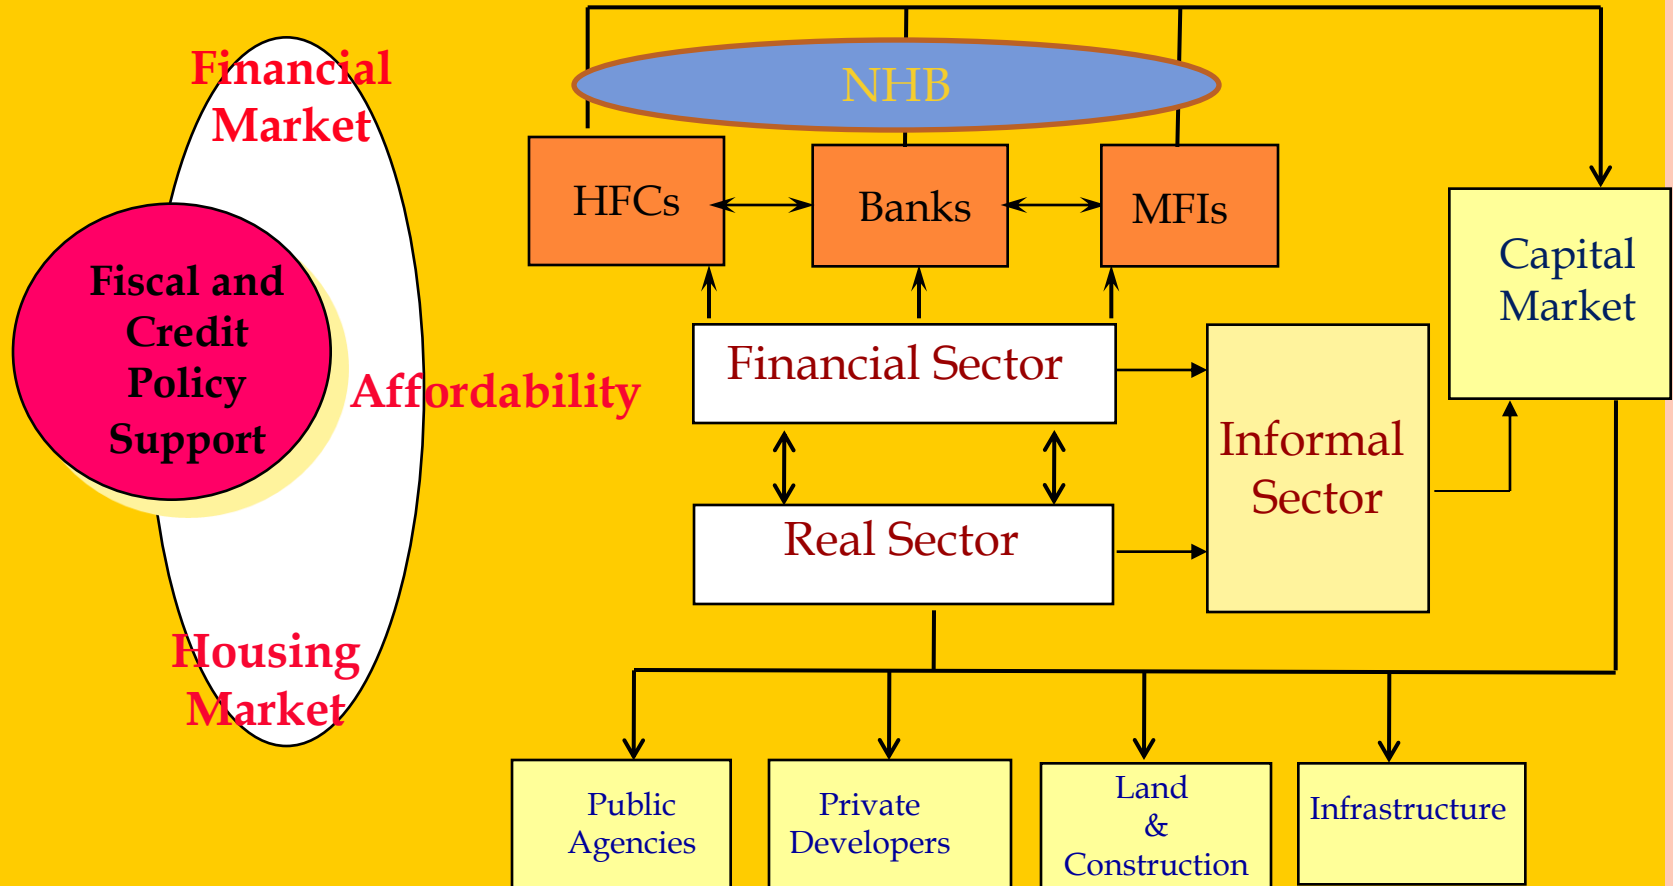 Financial
Market
Fiscal and
Credit
Policy
Support
Affordability
Housing
Market
NHB
HFCs
Banks
MFIs
Capital
Market
Financial Sector
Informal
Sector
Real Sector
Public
Agencies
Private
Developers
Land
&
Construction
Infrastructure